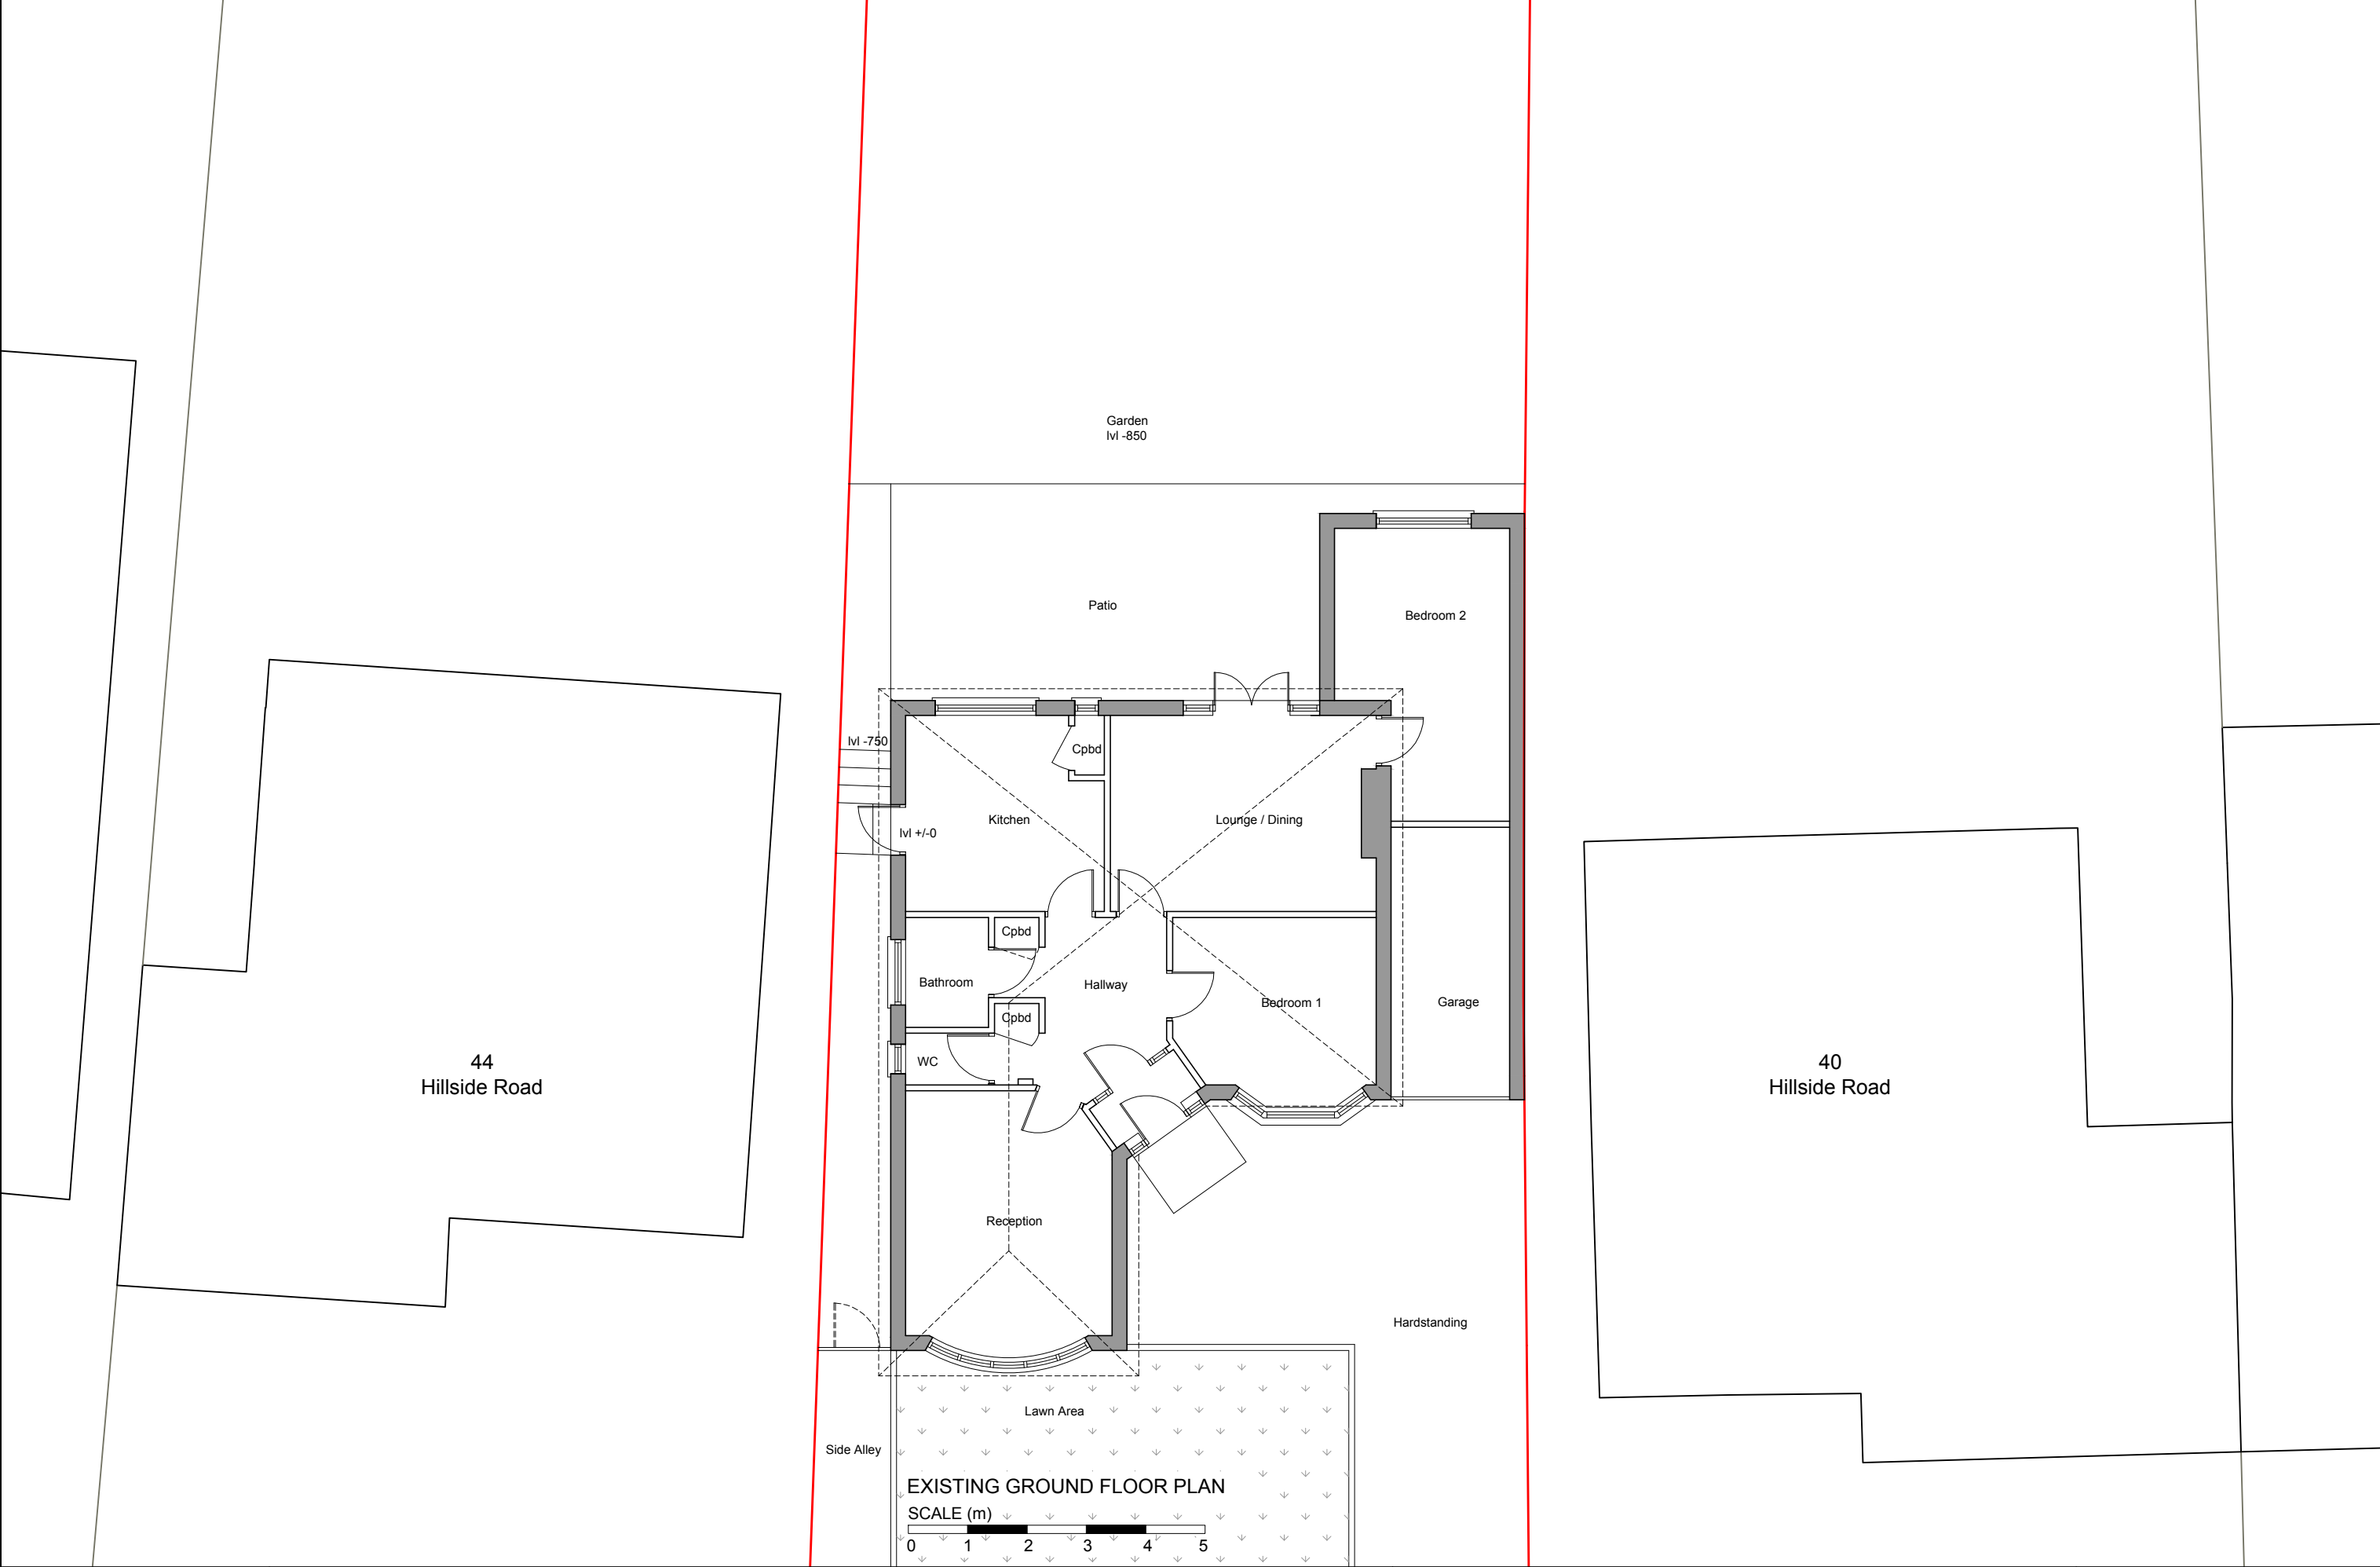 Garden
lvl -850
Patio
Bedroom 2
lvl -750
Cpbd
Kitchen
Lounge / Dining
lvl +/-0
Cpbd
Bathroom
Hallway
Bedroom 1
Garage
Cpbd
WC
44
Hillside Road
40
Hillside Road
Reception
Hardstanding
Lawn Area
Side Alley
EXISTING GROUND FLOOR PLAN
SCALE (m)
0 1 2 3 4 5